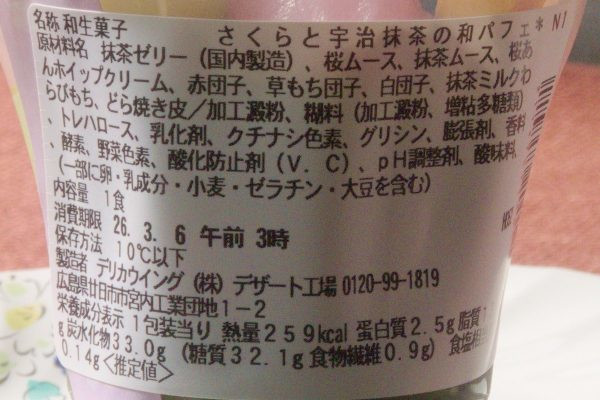 名称 和生菓子 さくらと宇治抹茶の和パフェ*N1
原材料名 抹茶ゼリー(国内製造)、桜ムース、抹茶ムース、桜あ
んホイップクリーム、赤団子、草もち団子、白団子、抹茶ミルクわ
らびもち、どら焼き皮/加工澱粉、糊料(加工澱粉、増粘多糖類)
、トレハロース、乳化剤、クチナシ色素、グリシン、膨張剤、香料
、酵素、野菜色素、酸化防止剤(V.C)、pH調整剤、酸味料、
(一部に卵・乳成分・小麦・ゼラチン・大豆を含む)
内容量 1食
消費期限 26.3.6 午前3時
保存方法 10℃以下
製造者 デリカウイング(株) デザート工場 0120-99-1819
広島県廿日市市宮内工業団地1-2
栄養成分表示 1包装当り 熱量259kcal 蛋白質2.5g 脂質
g 炭水化物33.0g (糖質32.1g 食物繊維0.9g) 食塩相
0.14g<推定値>